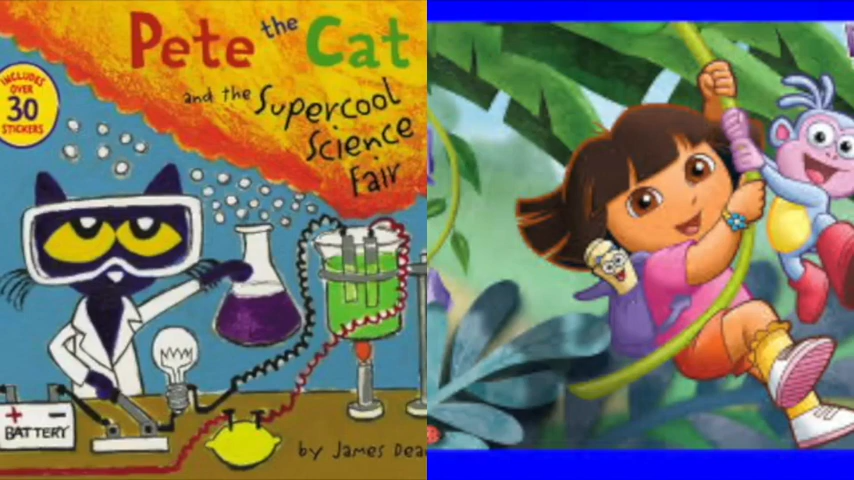 Pete the Cat
and the Supercool
Science
Fair
INCLUDES
OVER
30
STICKERS
+ -
BATTERY
by James Dea